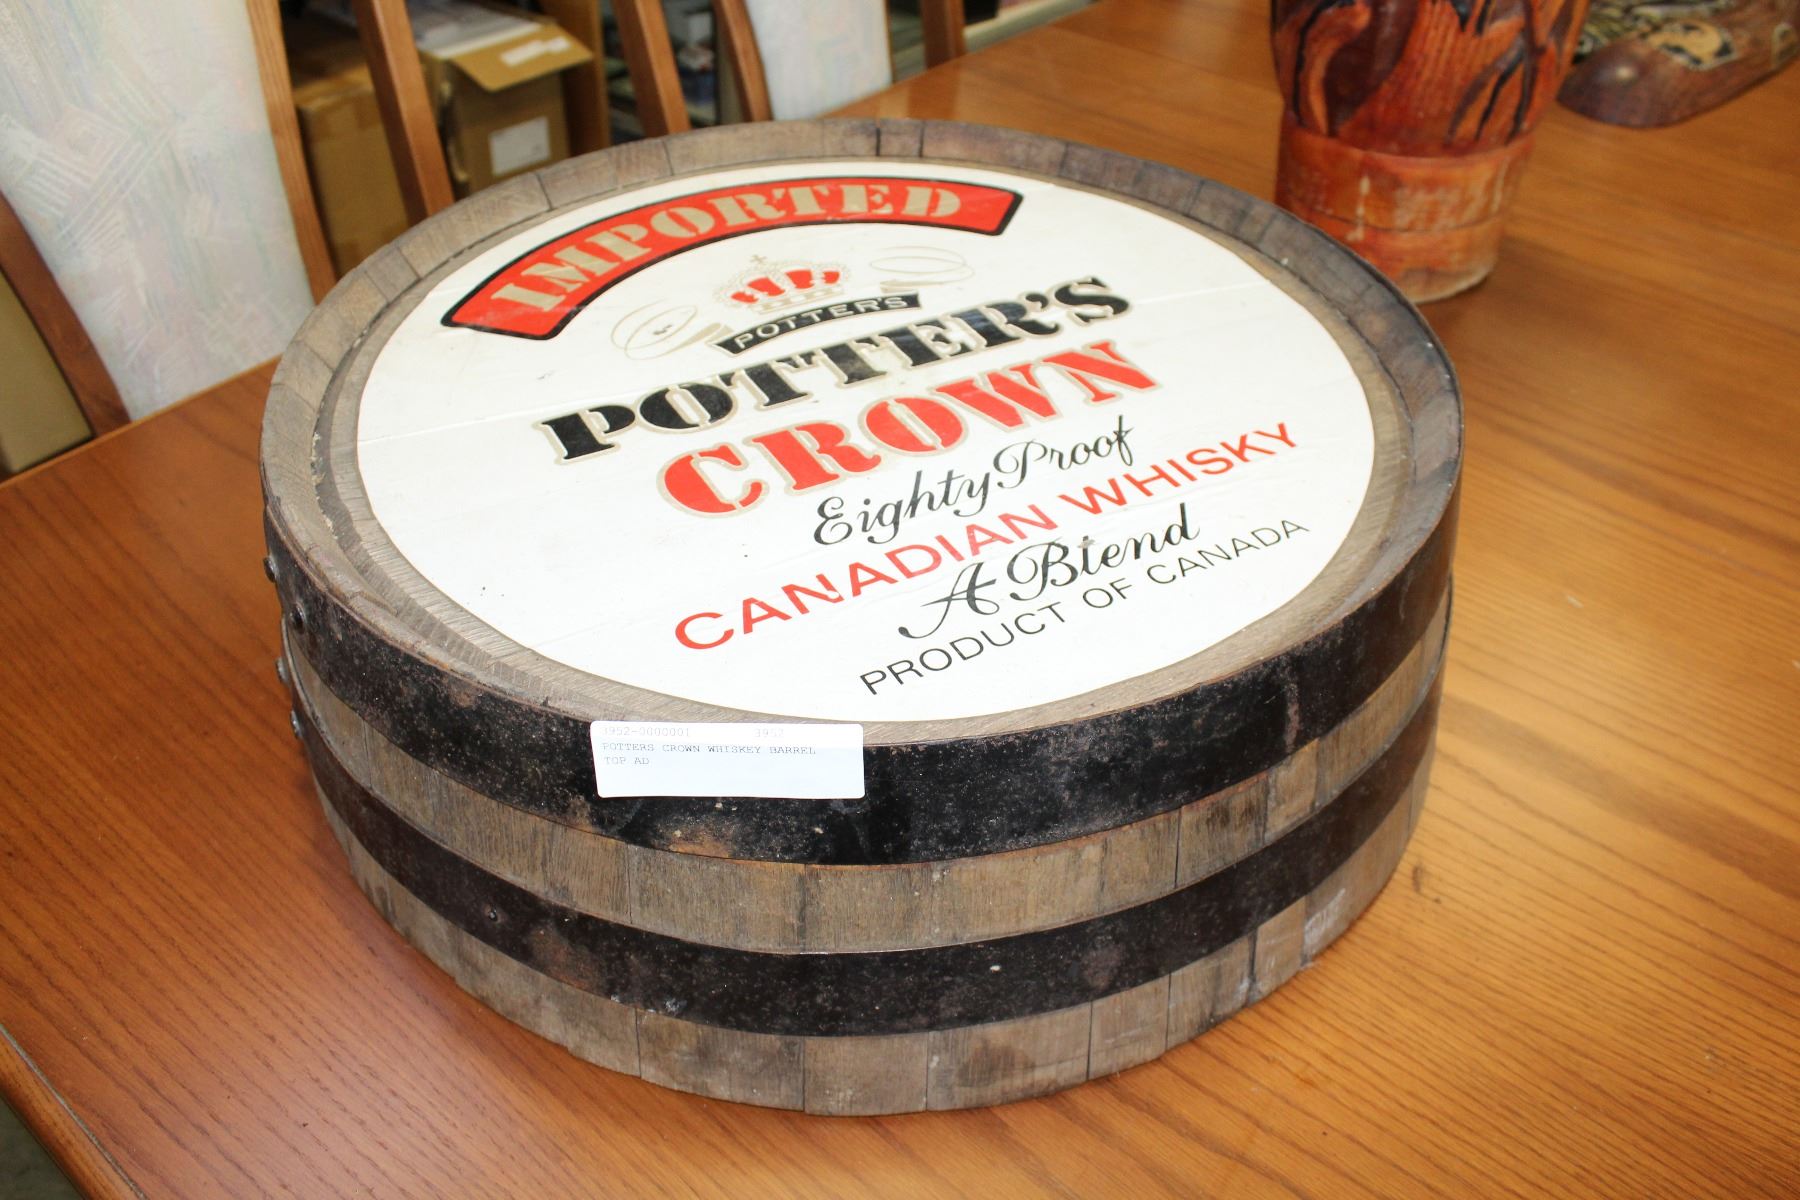 IMPORTED
POTTER'S
POTTER'S
CROWN
Eighty Proof
CANADIAN WHISKY
A Blend
PRODUCT OF CANADA
3952-0000001 3952
POTTERS CROWN WHISKEY BARREL
TOP AD